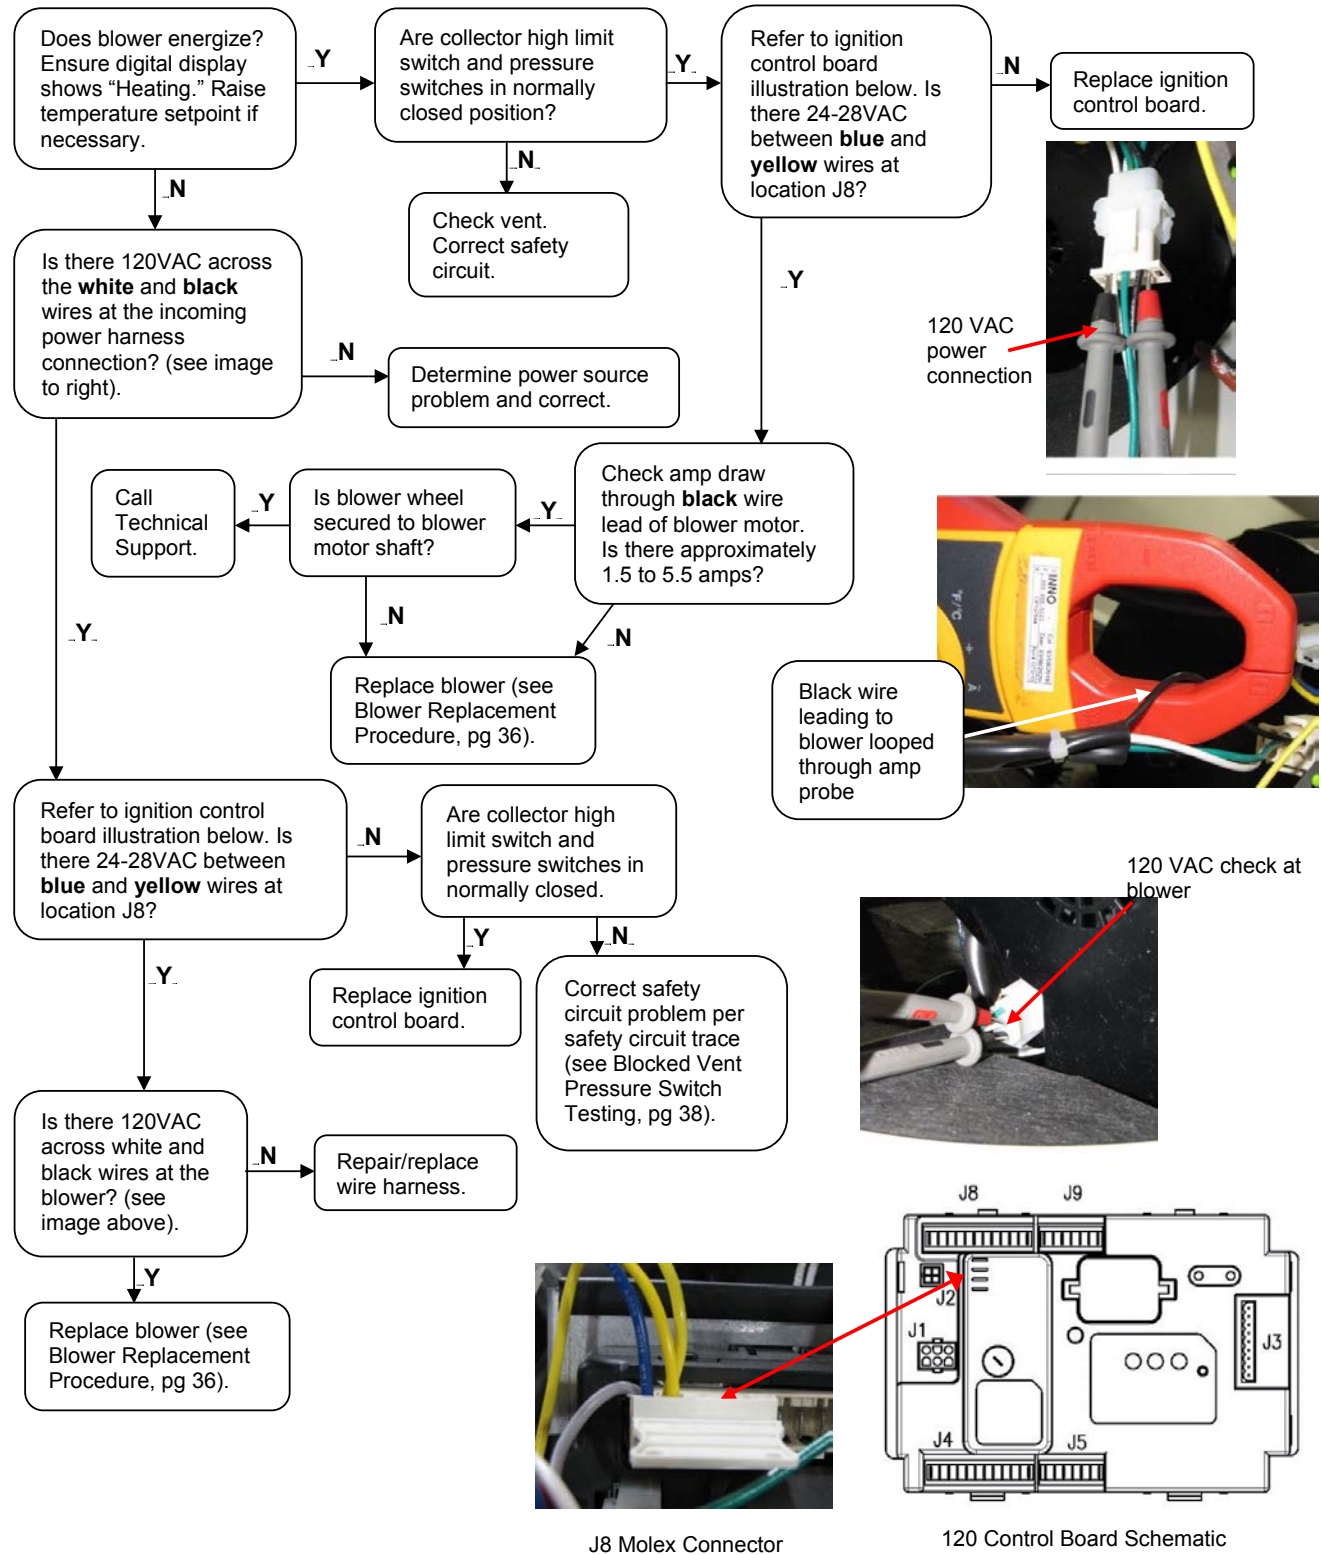 Does blower energize?
Ensure digital display
shows “Heating.” Raise
temperature setpoint if
necessary.
Y
Are collector high limit
switch and pressure
switches in normally
closed position?
Y
Refer to ignition
control board
illustration below. Is
there 24-28VAC
between blue and
yellow wires at
location J8?
N
Replace ignition
control board.
N
N
Check vent.
Correct safety
circuit.
Y
Is there 120VAC across
the white and black
wires at the incoming
power harness
connection? (see image
to right).
N
Determine power source
problem and correct.
120 VAC
power
connection
Call
Technical
Support.
Y
Is blower wheel
secured to blower
motor shaft?
Y
Check amp draw
through black wire
lead of blower motor.
Is there approximately
1.5 to 5.5 amps?
N
N
Y
Replace blower (see
Blower Replacement
Procedure, pg 36).
°F/°C
INNO
Black wire
leading to
blower looped
through amp
probe
Refer to ignition control
board illustration below. Is
there 24-28VAC between
blue and yellow wires at
location J8?
N
Are collector high
limit switch and
pressure switches in
normally closed.
120 VAC check at
blower
Y
Y
N
Replace ignition
control board.
Correct safety
circuit problem per
safety circuit trace
(see Blocked Vent
Pressure Switch
Testing, pg 38).
Is there 120VAC
across white and
black wires at the
blower? (see
image above).
N
Repair/replace
wire harness.
Y
Replace blower (see
Blower Replacement
Procedure, pg 36).
J8
J9
J2
J1
J3
J4
J5
J8 Molex Connector
120 Control Board Schematic